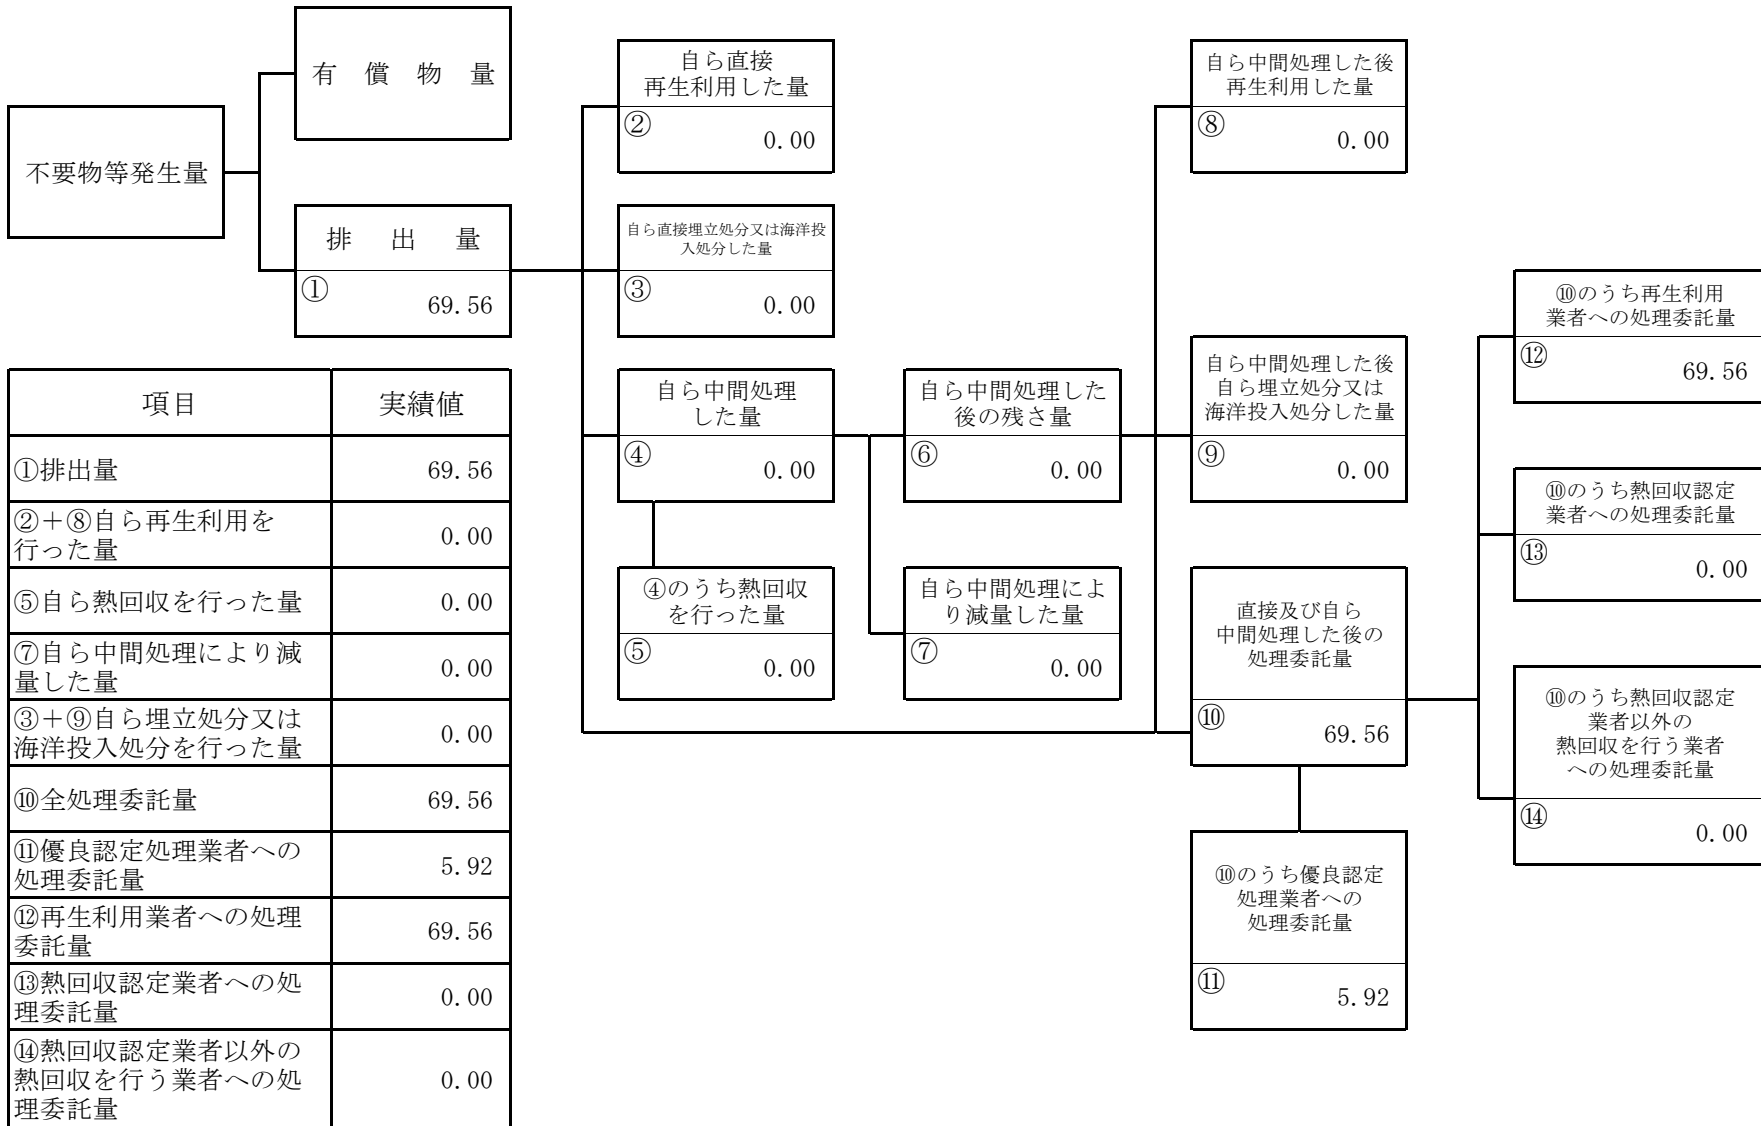 不要物等発生量
有償物量
排出量
①
69.56
自ら直接
再生利用した量
②
0.00
自ら直接埋立処分又は海洋投
入処分した量
③
0.00
自ら中間処理
した量
④
0.00
④のうち熱回収
を行った量
⑤
0.00
自ら中間処理した
後の残さ量
⑥
0.00
自ら中間処理によ
り減量した量
⑦
0.00
自ら中間処理した後
再生利用した量
⑧
0.00
自ら中間処理した後
自ら埋立処分又は
海洋投入処分した量
⑨
0.00
直接及び自ら
中間処理した後の
処理委託量
⑩
69.56
⑩のうち優良認定
処理業者への
処理委託量
⑪
5.92
⑩のうち再生利用
業者への処理委託量
⑫
69.56
⑩のうち熱回収認定
業者への処理委託量
⑬
0.00
⑩のうち熱回収認定
業者以外の
熱回収を行う業者
への処理委託量
⑭
0.00
項目 実績値
①排出量 69.56
②+⑧自ら再生利用を
行った量 0.00
⑤自ら熱回収を行った量 0.00
⑦自ら中間処理により減
量した量 0.00
③+⑨自ら埋立処分又は
海洋投入処分を行った量 0.00
⑩全処理委託量 69.56
⑪優良認定処理業者への
処理委託量 5.92
⑫再生利用業者への処理
委託量 69.56
⑬熱回収認定業者への処
理委託量 0.00
⑭熱回収認定業者以外の
熱回収を行う業者への処
理委託量 0.00